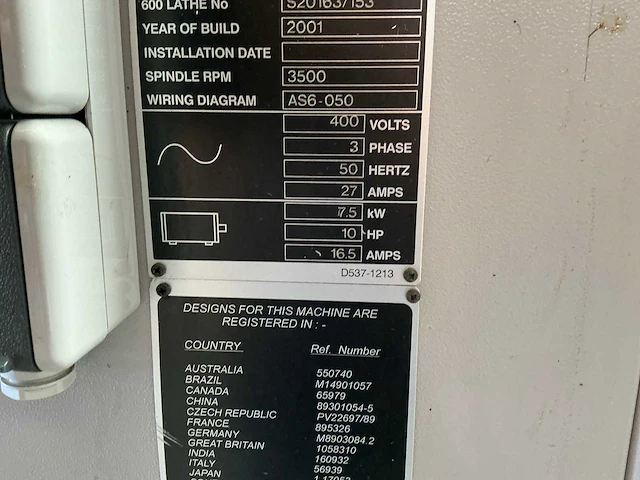 600 LATHE No S20163/153
YEAR OF BUILD 2001
INSTALLATION DATE
SPINDLE RPM 3500
WIRING DIAGRAM AS6-050
400 VOLTS
3 PHASE
50 HERTZ
27 AMPS
7.5 kW
10 HP
16.5 AMPS
D537-1213
DESIGNS FOR THIS MACHINE ARE
REGISTERED IN : -
COUNTRY Ref. Number
AUSTRALIA 550740
BRAZIL M14901057
CANADA 65979
CHINA 89301054-5
CZECH REPUBLIC PV22697/89
FRANCE 895326
GERMANY M8903084.2
GREAT BRITAIN 1058310
INDIA 160932
ITALY 56939
JAPAN